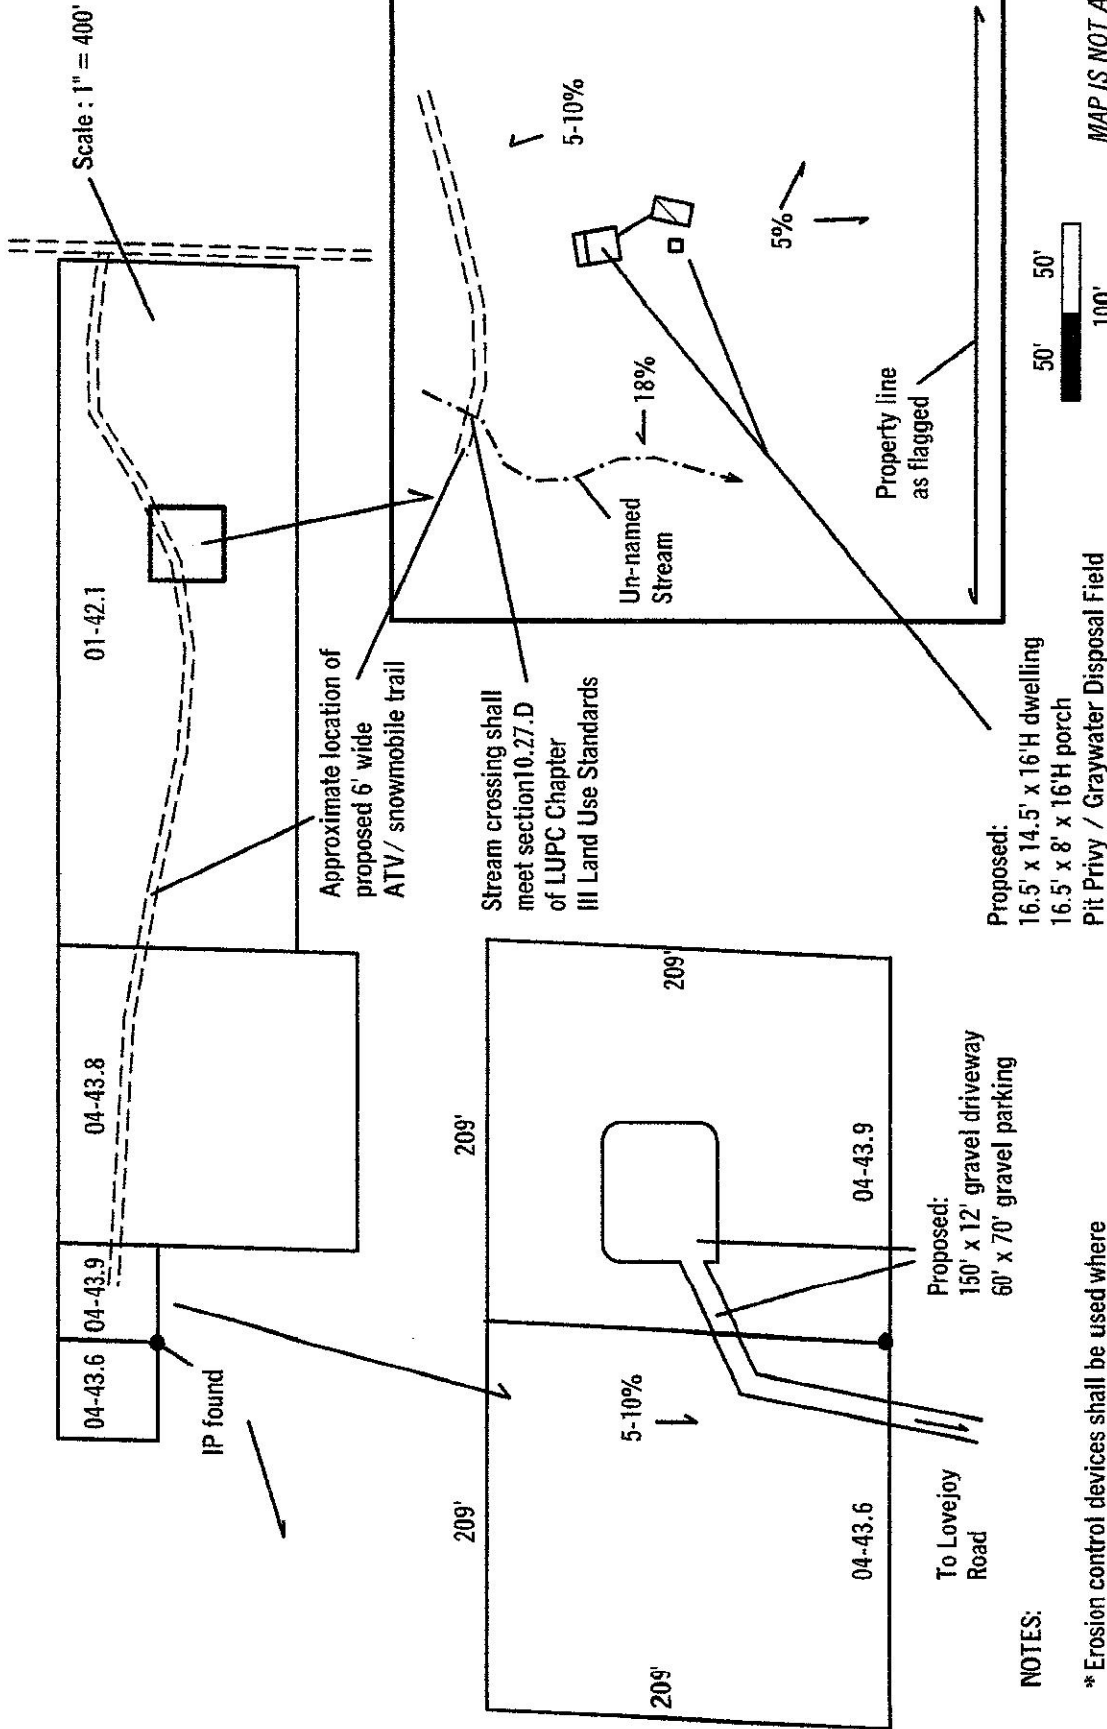 Scale : 1" = 400'
01-42.1
04-43.8
04-43.9
04-43.6
IP found
Approximate location of
proposed 6' wide
ATV/ snowmobile trail
Stream crossing shall
meet section10.27.D
of LUPC Chapter
III Land Use Standards
5-10%
5%
18%
Un-named
Stream
Property line
as flagged
209'
209'
209'
209'
5-10%
04-43.6
04-43.9
To Lovejoy
Road
Proposed:
150' x 12' gravel driveway
60' x 70' gravel parking
Proposed:
16.5' x 14.5' x 16'H dwelling
16.5' x 8' x 16'H porch
Pit Privy / Graywater Disposal Field
50'
50'
100'
MAP IS NOT A
NOTES:
* Erosion control devices shall be used where